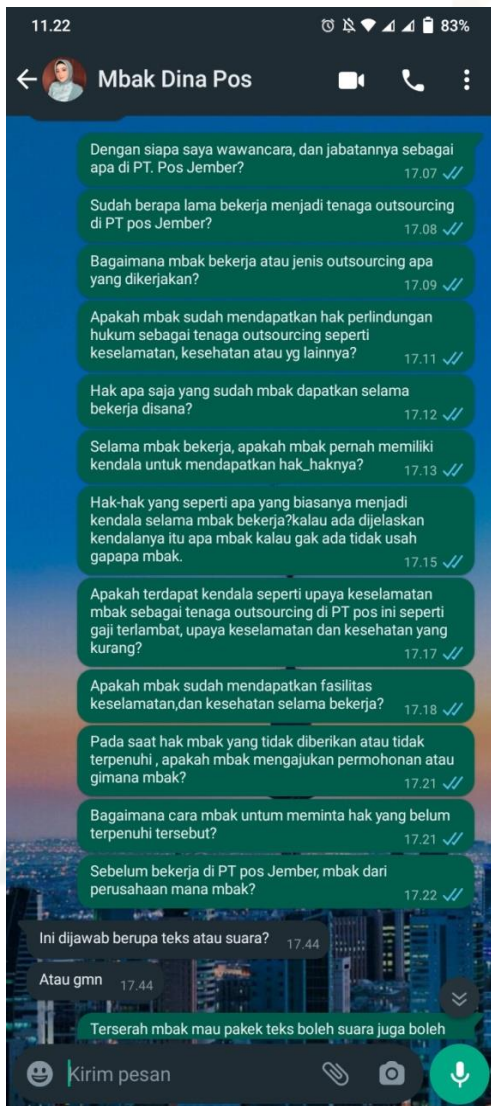 11.22
83%
Mbak Dina Pos
Dengan siapa saya wawancara, dan jabatannya sebagai
apa di PT. Pos Jember?
17.07
Sudah berapa lama bekerja menjadi tenaga outsourcing
di PT pos Jember?
17.08
Bagaimana mbak bekerja atau jenis outsourcing apa
yang dikerjakan?
17.09
Apakah mbak sudah mendapatkan hak perlindungan
hukum sebagai tenaga outsourcing seperti
keselamatan, kesehatan atau yg lainnya?
17.11
Hak apa saja yang sudah mbak dapatkan selama
bekerja disana?
17.12
Selama mbak bekerja, apakah mbak pernah memiliki
kendala untuk mendapatkan hak_haknya?
17.13
Hak-hak yang seperti apa yang biasanya menjadi
kendala selama mbak bekerja?kalau ada dijelaskan
kendalanya itu apa mbak kalau gak ada tidak usah
gapapa mbak.
17.15
Apakah terdapat kendala seperti upaya keselamatan
mbak sebagai tenaga outsourcing di PT pos ini seperti
gaji terlambat, upaya keselamatan dan kesehatan yang
kurang?
17.17
Apakah mbak sudah mendapatkan fasilitas
keselamatan,dan kesehatan selama bekerja?
17.18
Pada saat hak mbak yang tidak diberikan atau tidak
terpenuhi , apakah mbak mengajukan permohonan atau
gimana mbak?
17.21
Bagaimana cara mbak untum meminta hak yang belum
terpenuhi tersebut?
17.21
Sebelum bekerja di PT pos Jember, mbak dari
perusahaan mana mbak?
17.22
Ini dijawab berupa teks atau suara?
17.44
Atau gmn
17.44
Terserah mbak mau pakek teks boleh suara juga boleh
Kirim pesan